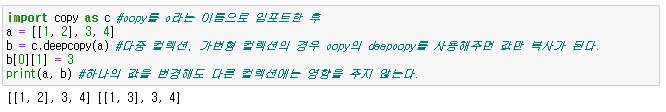 import copy as c #copy를 c라는 이름으로 임포트한 후
a = [[1, 2], 3, 4]
b = c.deepcopy(a) #다중 컬렉션, 가변형 컬렉션의 경우 copy의 deepcopy를 사용해주면 값만 복사가 된다.
b[0][1] = 3
print(a, b) #하나의 값을 변경해도 다른 컬렉션에는 영향을 주지 않는다.
[[1, 2], 3, 4] [[1, 3], 3, 4]